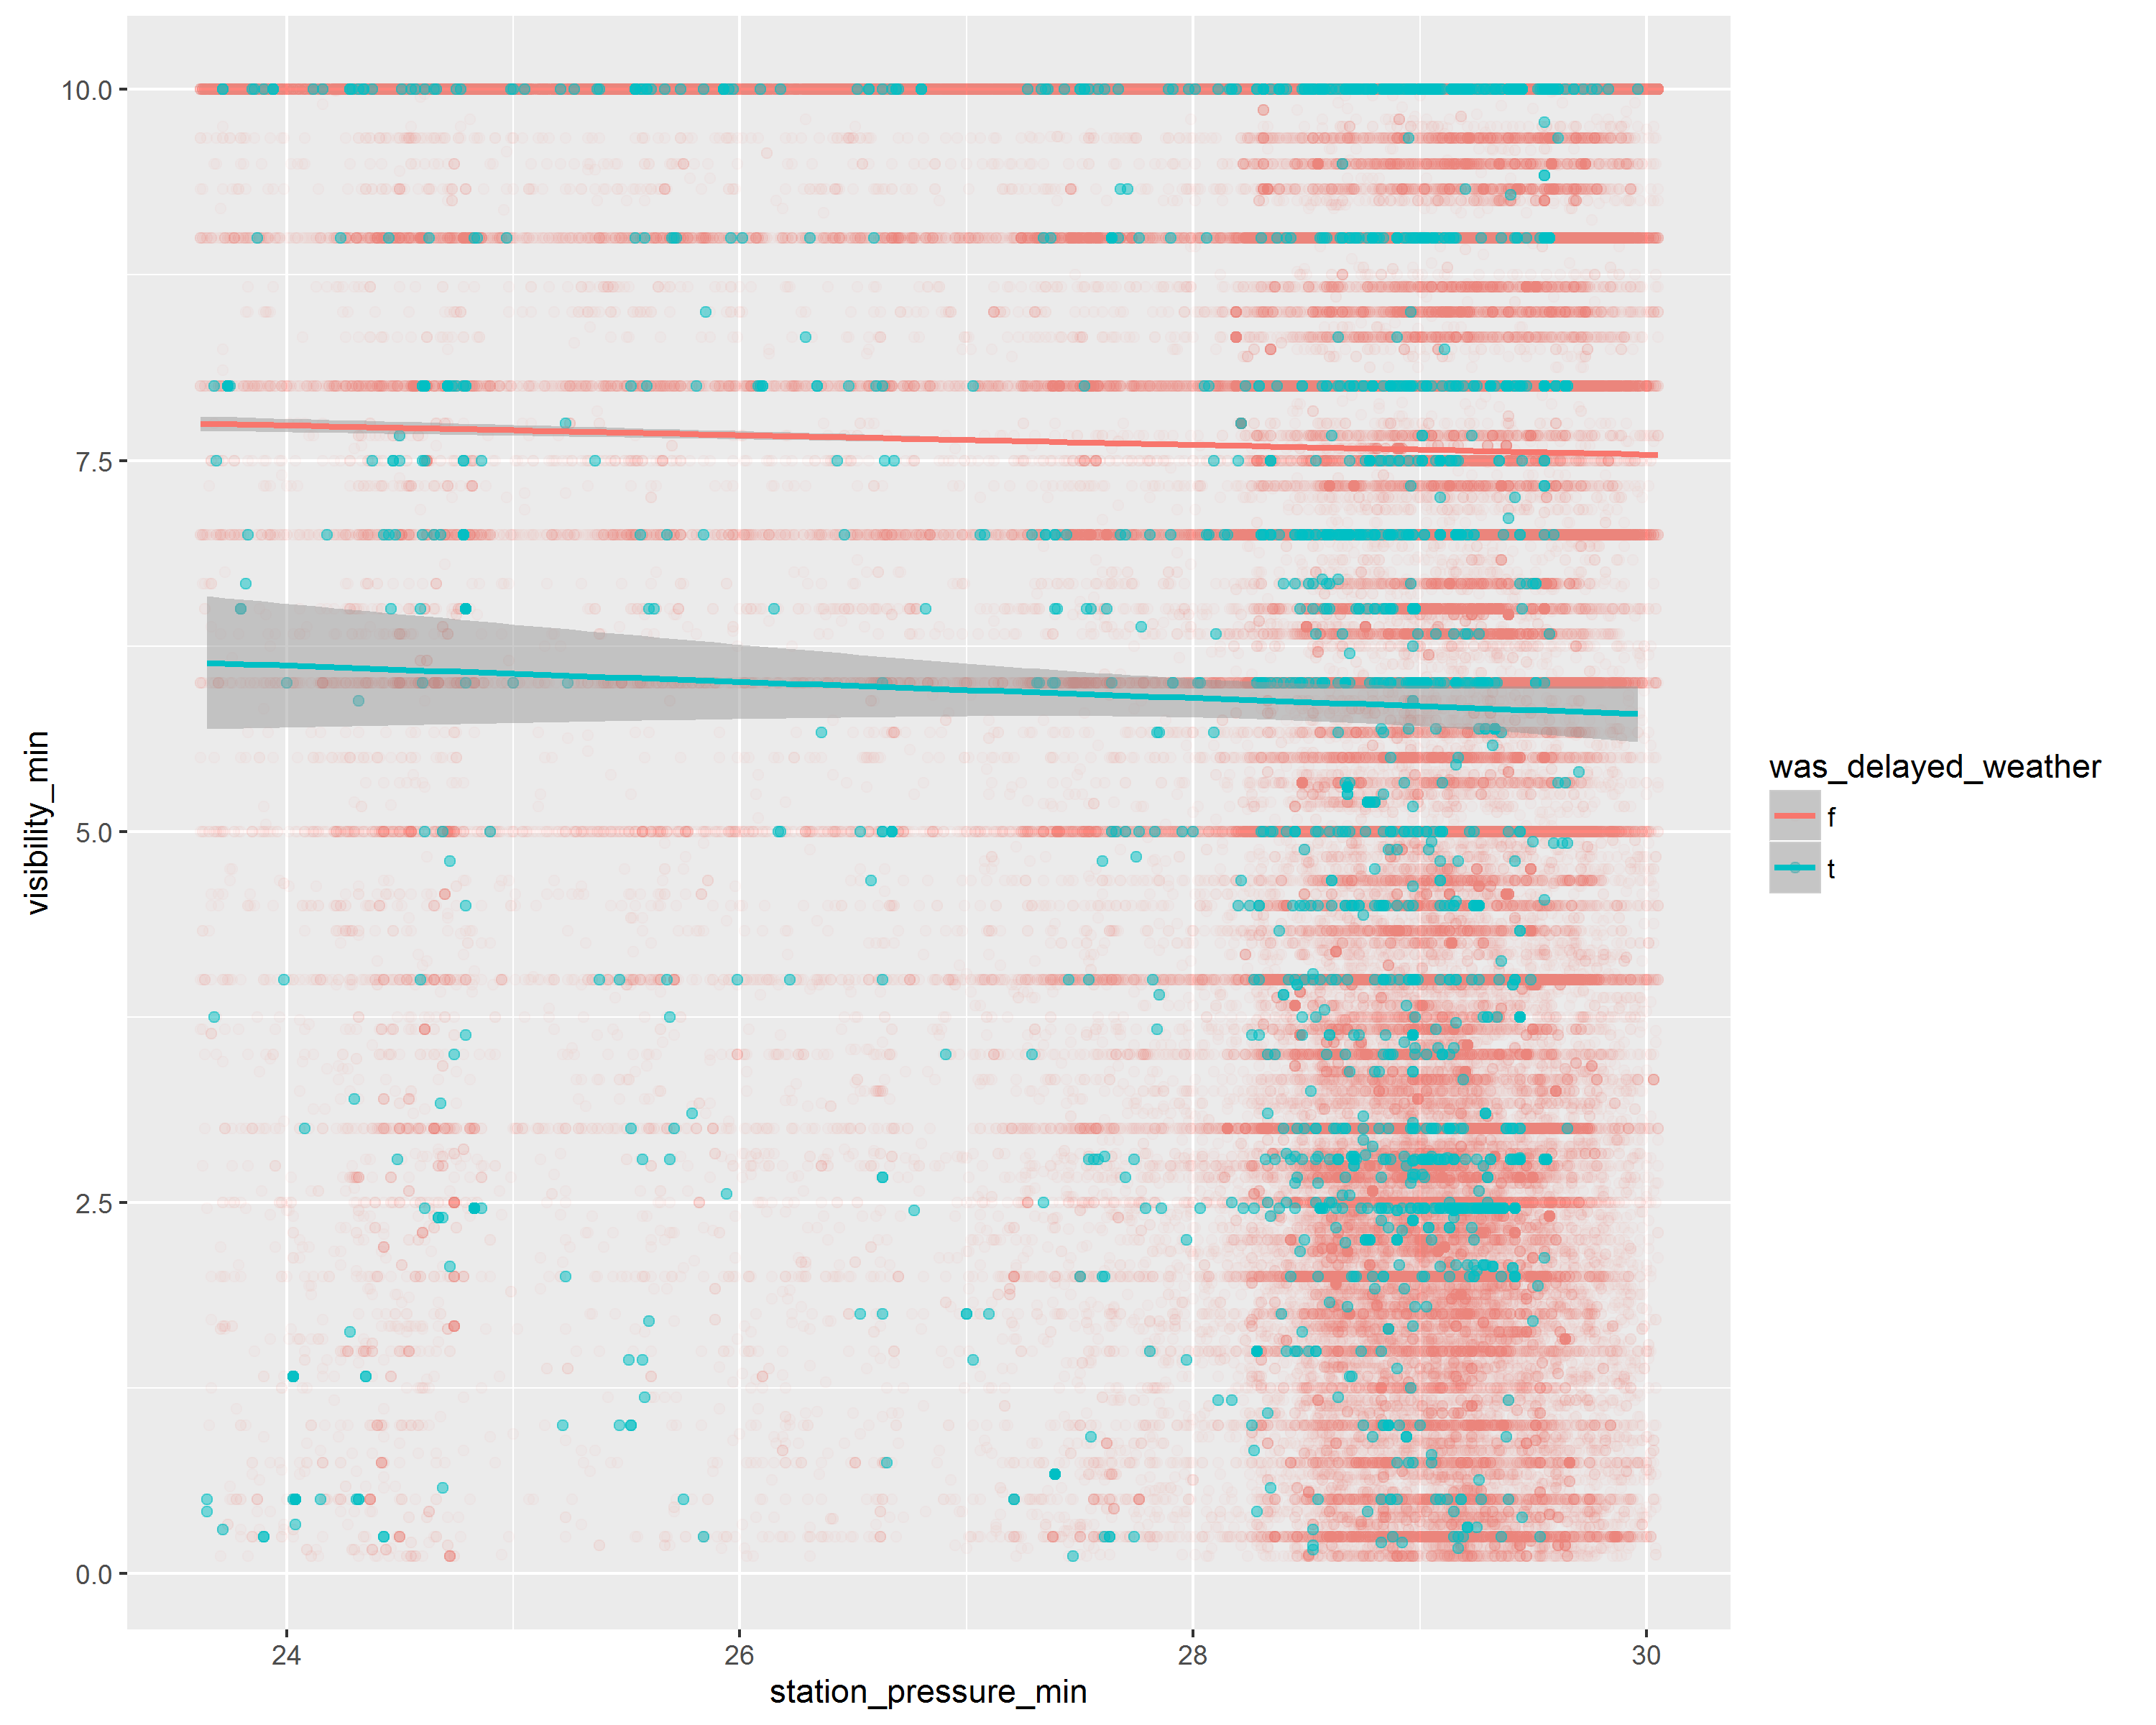 10.0
7.5
5.0
2.5
0.0
visibility_min
24
26
28
30
station_pressure_min
was_delayed_weather
f
t